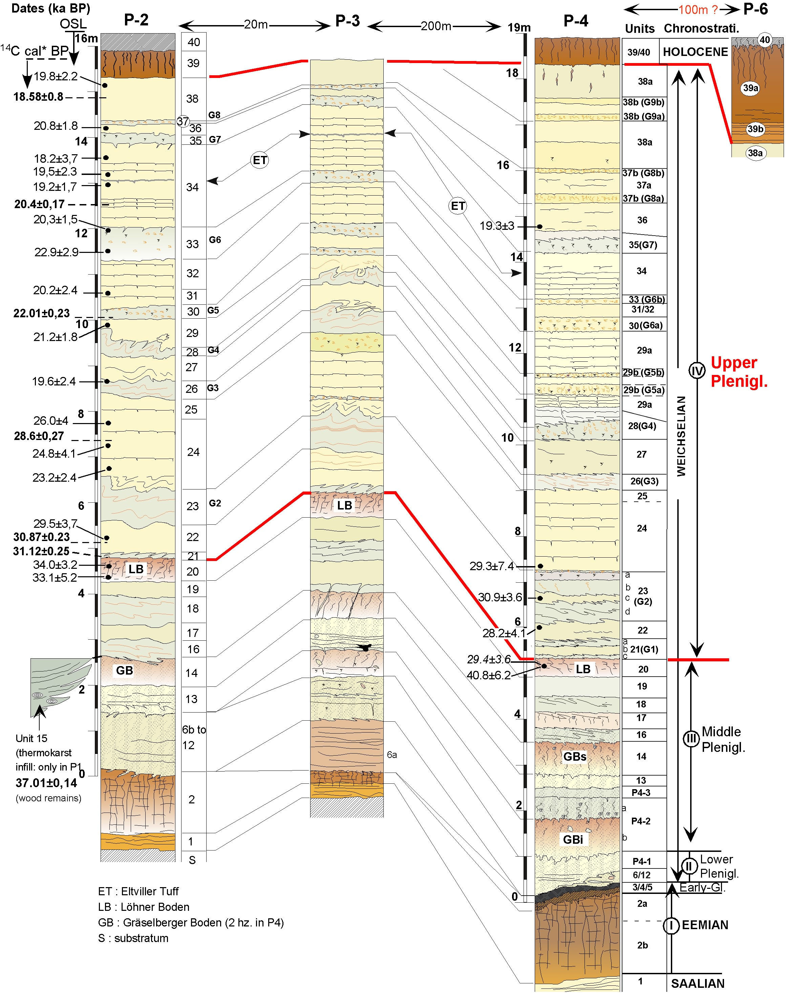 Dates (ka BP)
OSL
14C cal* BP
P-2
20m
P-3
200m
P-4
100m ?
P-6
Units
Chronostrati.
16m
14
12
10
8
6
4
2
0
19.8±2.2
18.58±0.8
20.8±1.8
18.2±3,7
19,5±2.3
19.2±1,7
20.4±0,17
20,3±1,5
22.9±2.9
20.2±2.4
22.01±0,23
21.2±1.8
19.6±2.4
26.0±4
28.6±0,27
24.8±4.1
23.2±2.4
29.5±3,7
30.87±0.23
31.12±0.25
34.0±3.2
33.1±5.2
LB
GB
Unit 15
(thermokarst
infill: only in P1
37.01±0,14
(wood remains)
40
39
38
37
G8
36
35
G7
34
33
G6
32
31
30
G5
29
28
G4
27
26
G3
25
24
23
G2
22
21
20
19
18
17
16
14
13
6b to
12
2
1
S
ET
LB
6a
ET
19m
18
16
14
12
10
8
6
4
2
0
19.3±3
29.3±7.4
30.9±3.6
28.2±4.1
29.4±3.6
40.8±6.2
LB
GBs
GBi
39/40
38a
38b (G9b)
38b (G9a)
38a
37b (G8b)
37a
37b (G8a)
36
35(G7)
34
33 (G6b)
31/32
30(G6a)
29a
29b (G5b)
29b (G5a)
29a
28(G4)
27
26(G3)
25
24
a
b
c
d
23
(G2)
22
a
b
c
21(G1)
20
19
18
17
16
14
13
P4-3
a
P4-2
b
P4-1
6/12
3/4/5
2a
2b
1
HOLOCENE
WEICHSELIAN
IV
Upper
Plenigl.
III
Middle
Plenigl.
II
Lower
Plenigl.
Early-Gl.
I
EEMIAN
SAALIAN
40
39a
39b
38a
ET : Eltviller Tuff
LB : Löhner Boden
GB : Gräselberger Boden (2 hz. in P4)
S : substratum